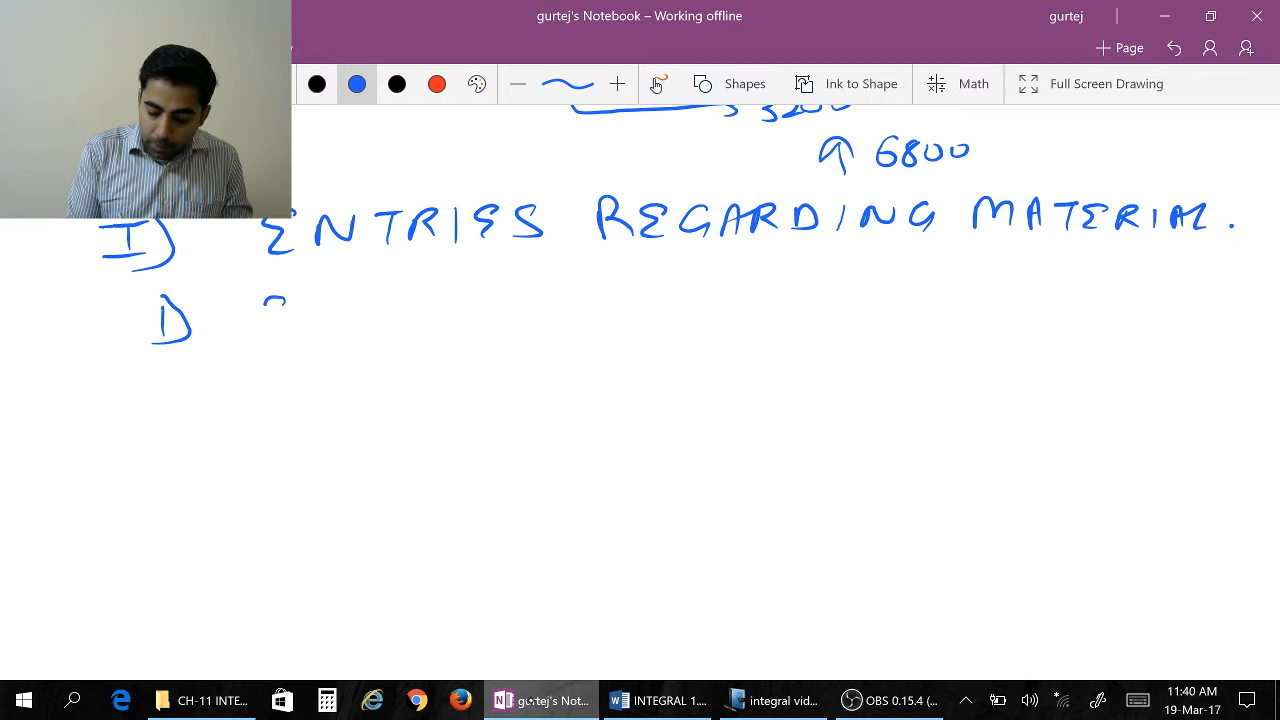 gurtej's Notebook – Working offline
gurtej
Page
Shapes
Ink to Shape
Math
Full Screen Drawing
↑ 6800
I) ENTRIES REGARDING MATERIAL.
CH-11 INTE...
gurtej's Not...
INTEGRAL 1....
integral vid...
OBS 0.15.4 (...
11:40 AM
19-Mar-17